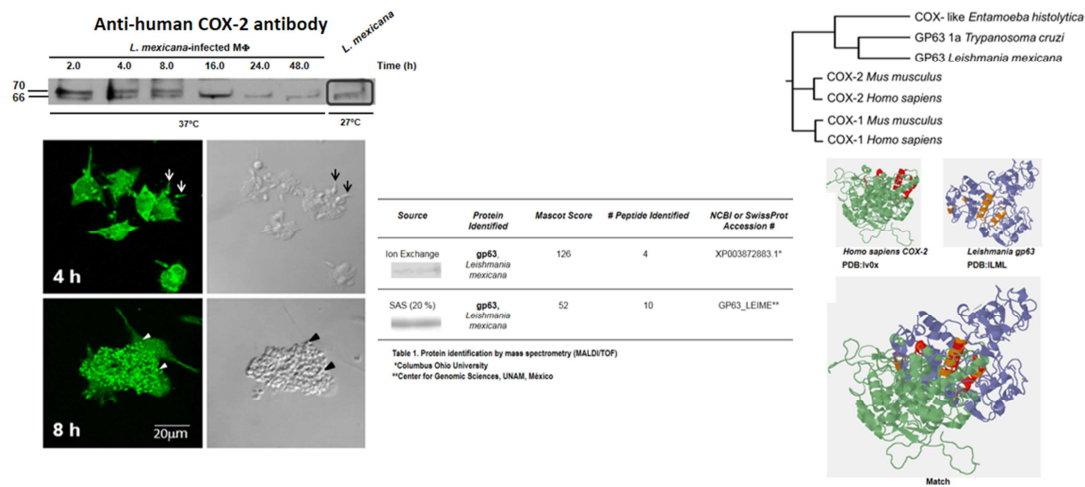 Anti-human COX-2 antibody
L. mexicana-infected MΦ
L. mexicana
2.0 4.0 8.0 16.0 24.0 48.0 Time (h)
70
66
37°C 27°C
4 h
8 h
20µm
Source Protein Identified Mascot Score # Peptide Identified NCBI or SwissProt Accession #
Ion Exchange gp63, Leishmania mexicana 126 4 XP003872883.1*
SAS (20 %) gp63, Leishmania mexicana 52 10 GP63_LEIME**
Table 1. Protein identification by mass spectrometry (MALDI/TOF)
*Columbus Ohio University
**Center for Genomic Sciences, UNAM, México
COX- like Entamoeba histolytica
GP63 1a Trypanosoma cruzi
GP63 Leishmania mexicana
COX-2 Mus musculus
COX-2 Homo sapiens
COX-1 Mus musculus
COX-1 Homo sapiens
Homo sapiens COX-2
PDB:Iv0x
Leishmania gp63
PDB:ILML
Match